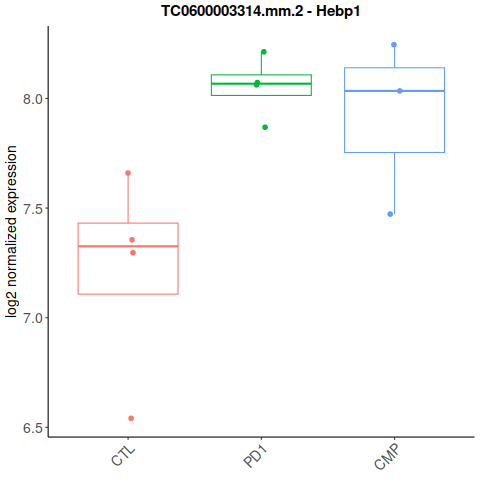 TC0600003314.mm.2 - Hebp1
log2 normalized expression
8.0
7.5
7.0
6.5
CTL
PD1
CMP